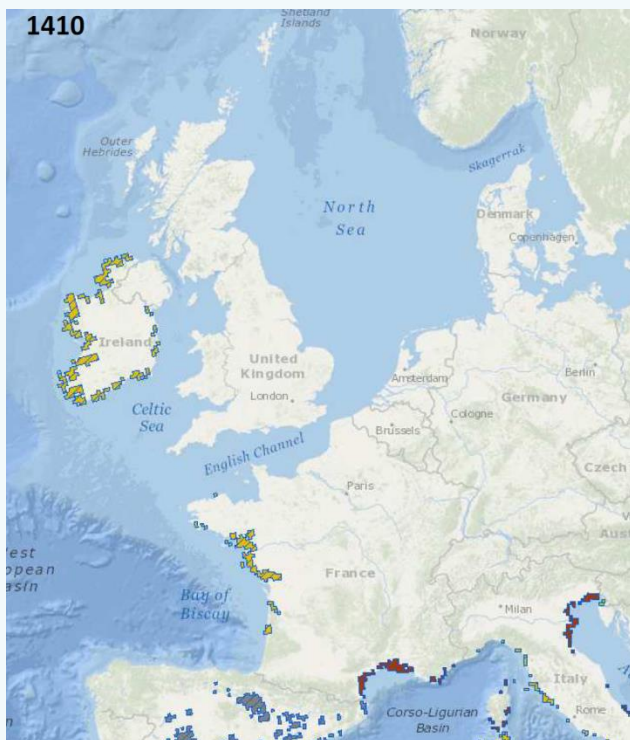 1410
Shetland
Islands
Norway
Outer
Hebrides
Skagerrak
North
Sea
Denmark
Copenhagen
Ireland
United
Kingdom
Amsterdam
Berlin
London
Germany
Celtic
Sea
Brussels
Cologne
English Channel
Czech
Paris
France
Bay of
Biscay
Milan
Italy
Corso-Ligurian
Basin
Rome